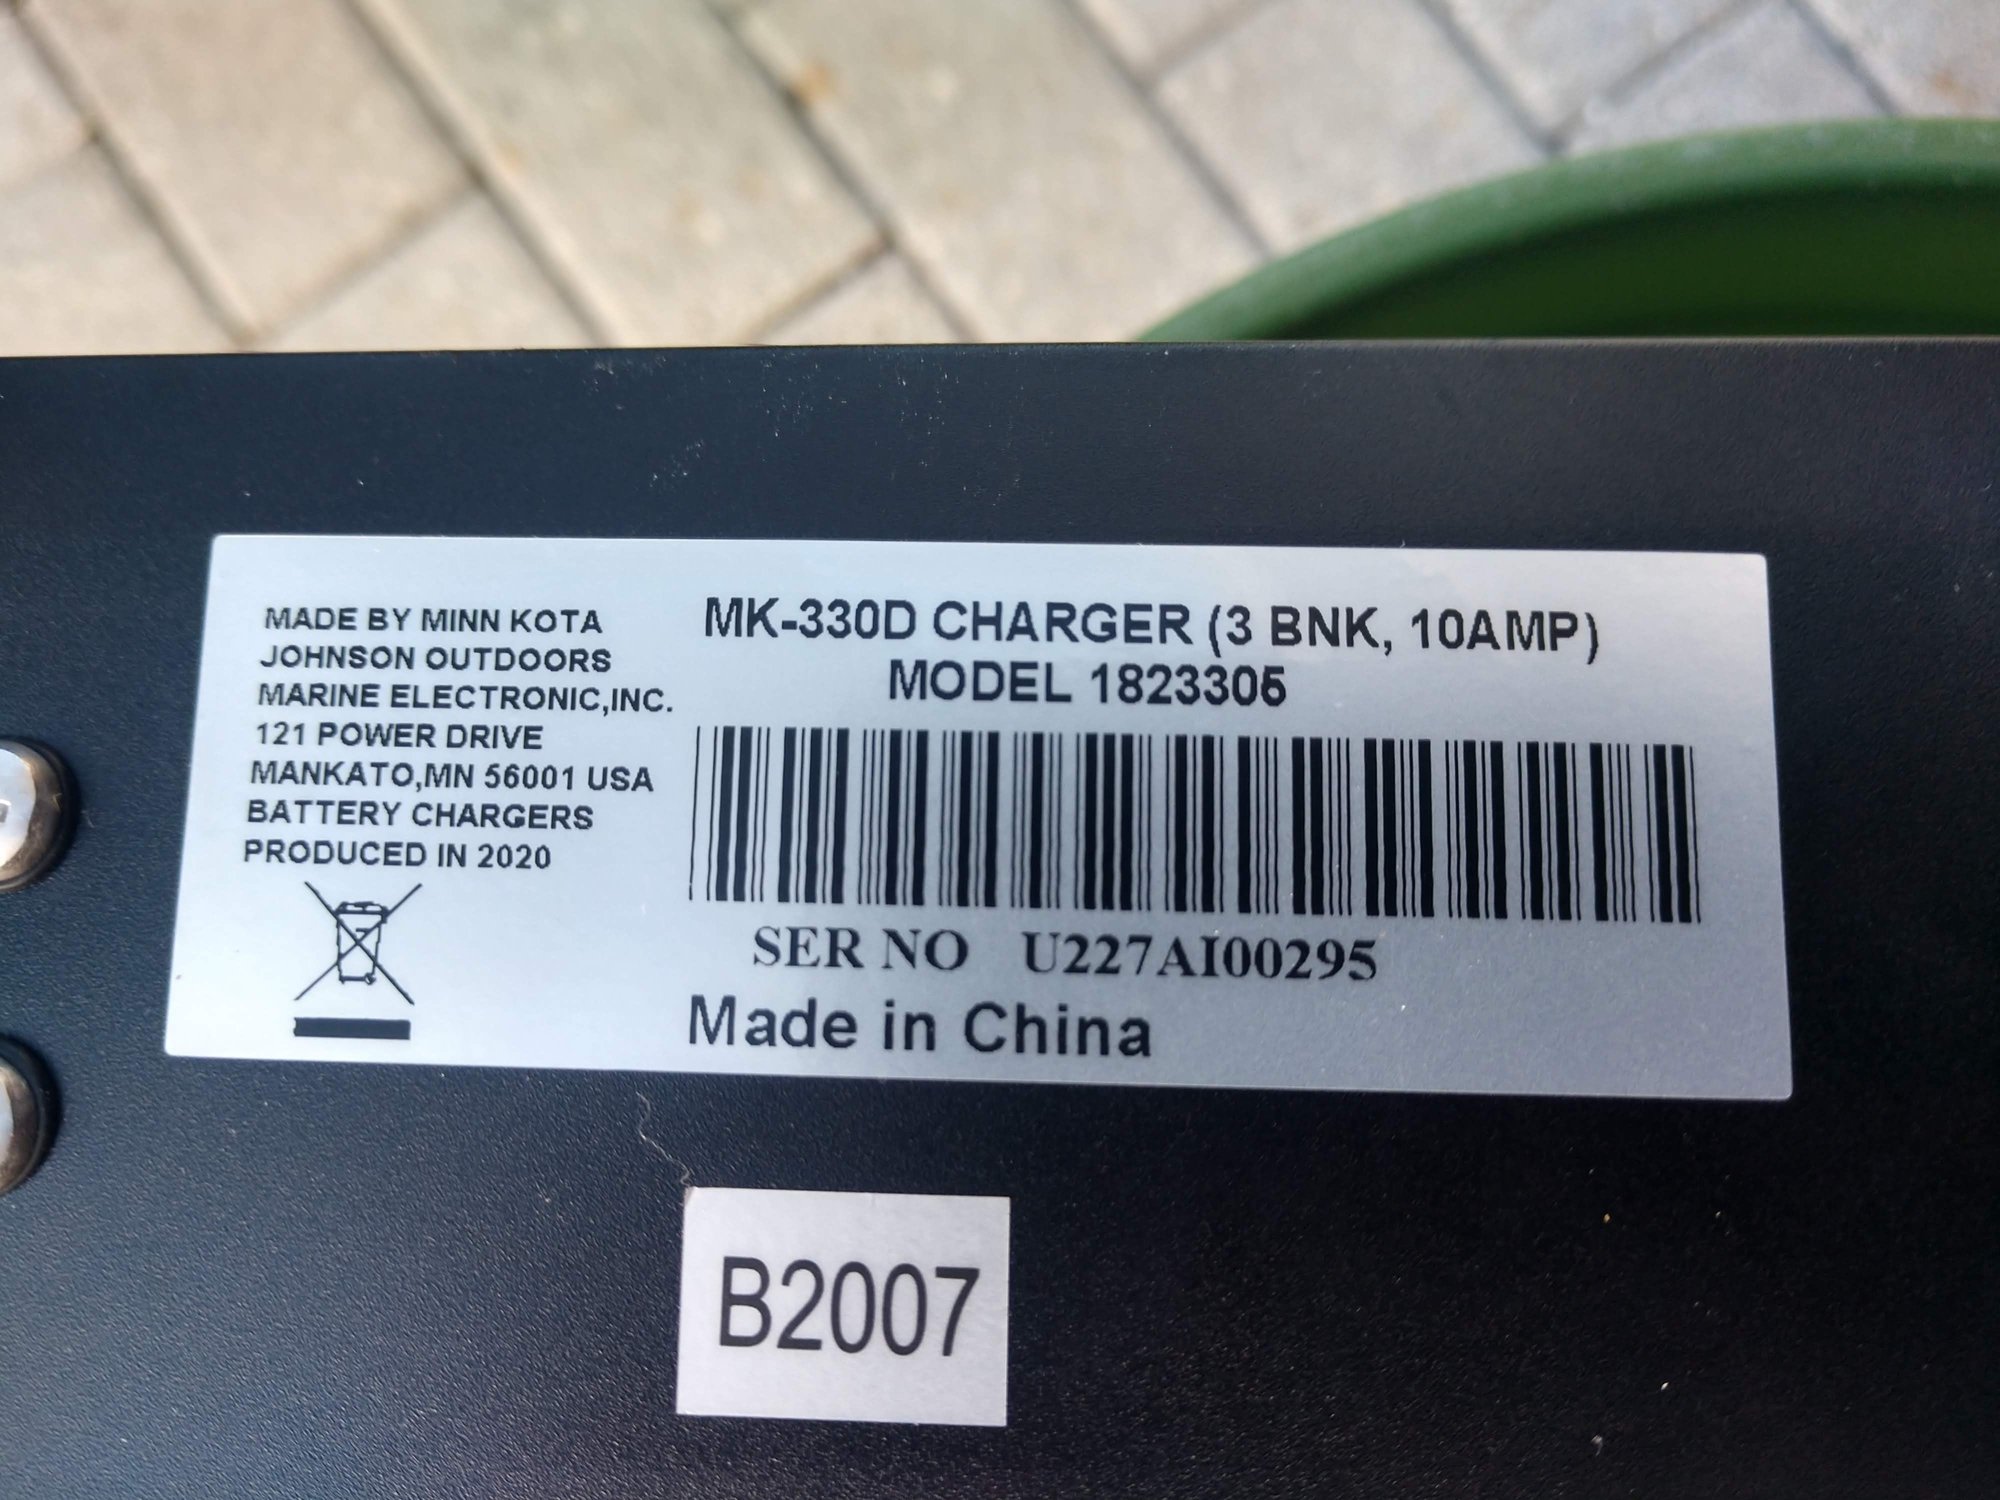 MADE BY MINN KOTA
JOHNSON OUTDOORS
MARINE ELECTRONIC,INC.
121 POWER DRIVE
MANKATO,MN 56001 USA
BATTERY CHARGERS
PRODUCED IN 2020
MK-330D CHARGER (3 BNK, 10AMP)
MODEL 1823305
SER NO U227AI00295
Made in China
B2007